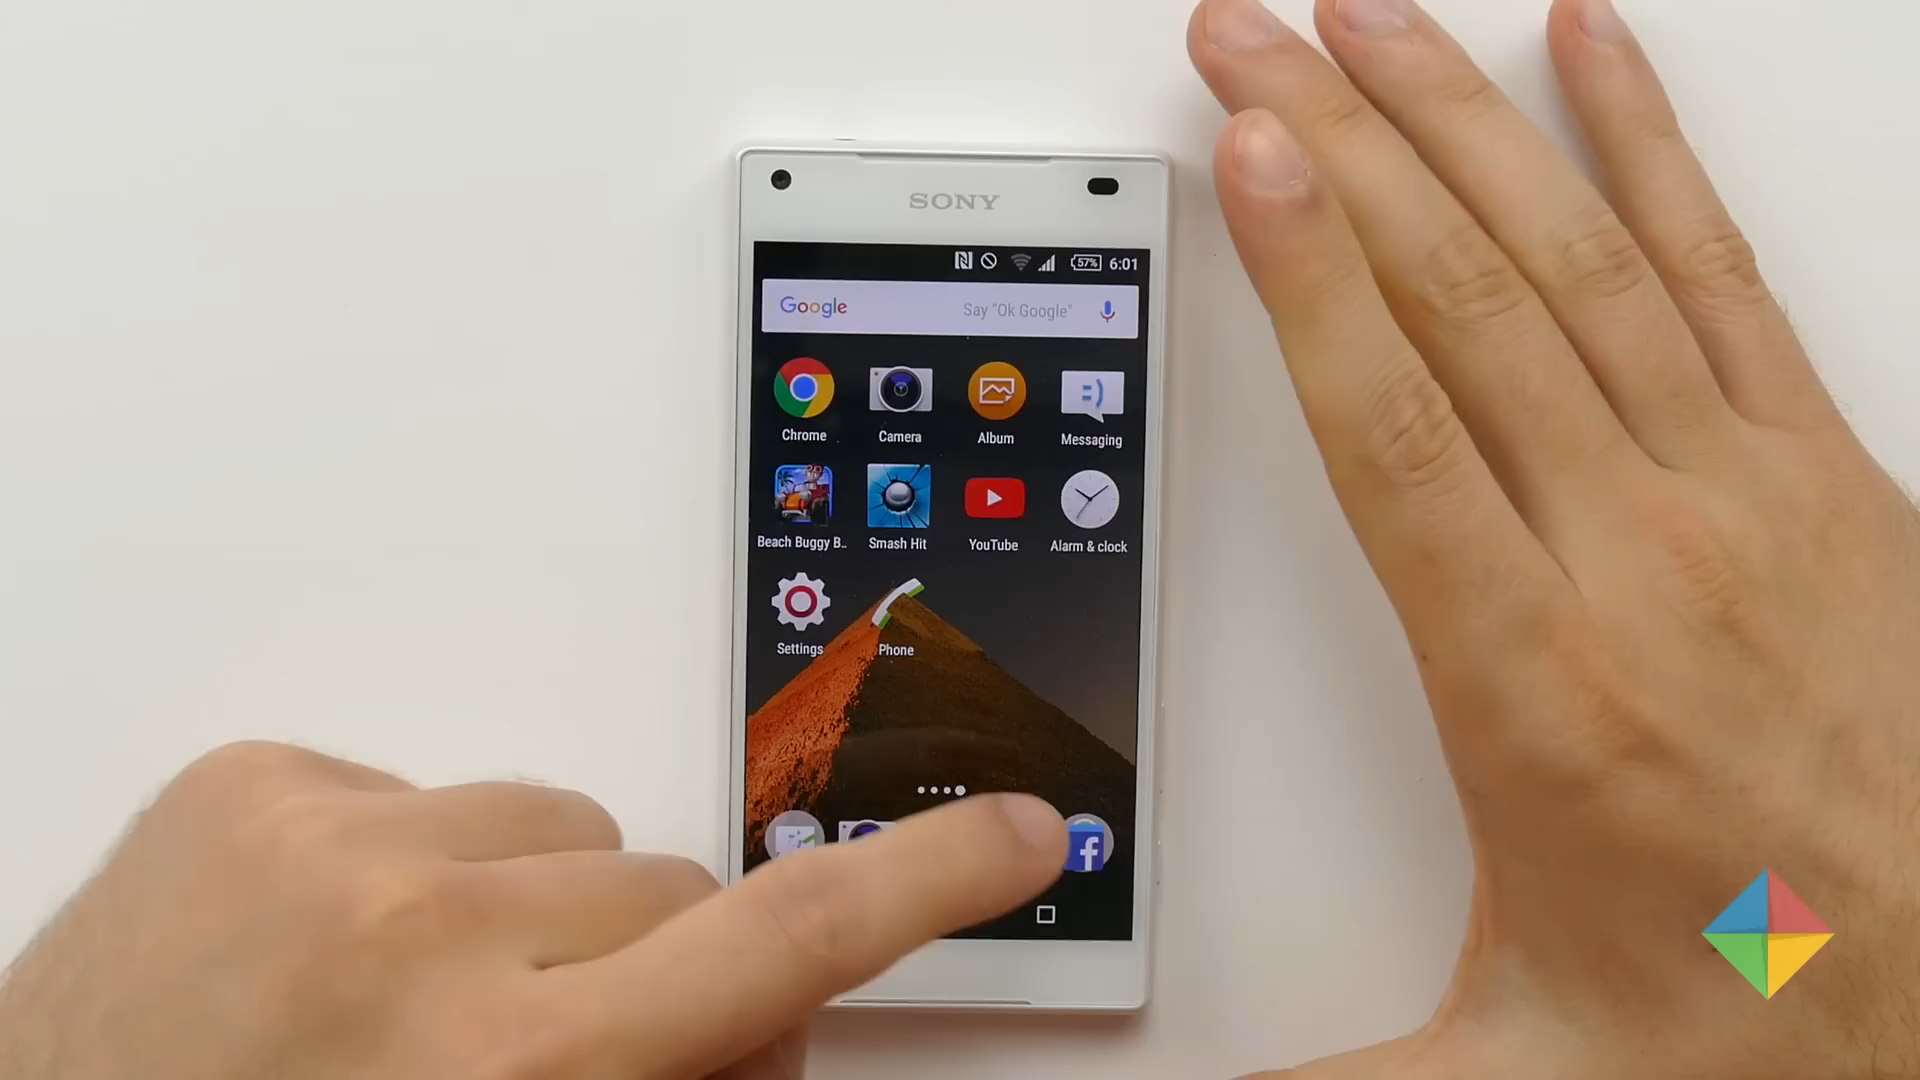 SONY
57% 6:01
Google Say "Ok Google"
Chrome Camera Album Messaging
Beach Buggy B.. Smash Hit YouTube Alarm & clock
Settings Phone
f